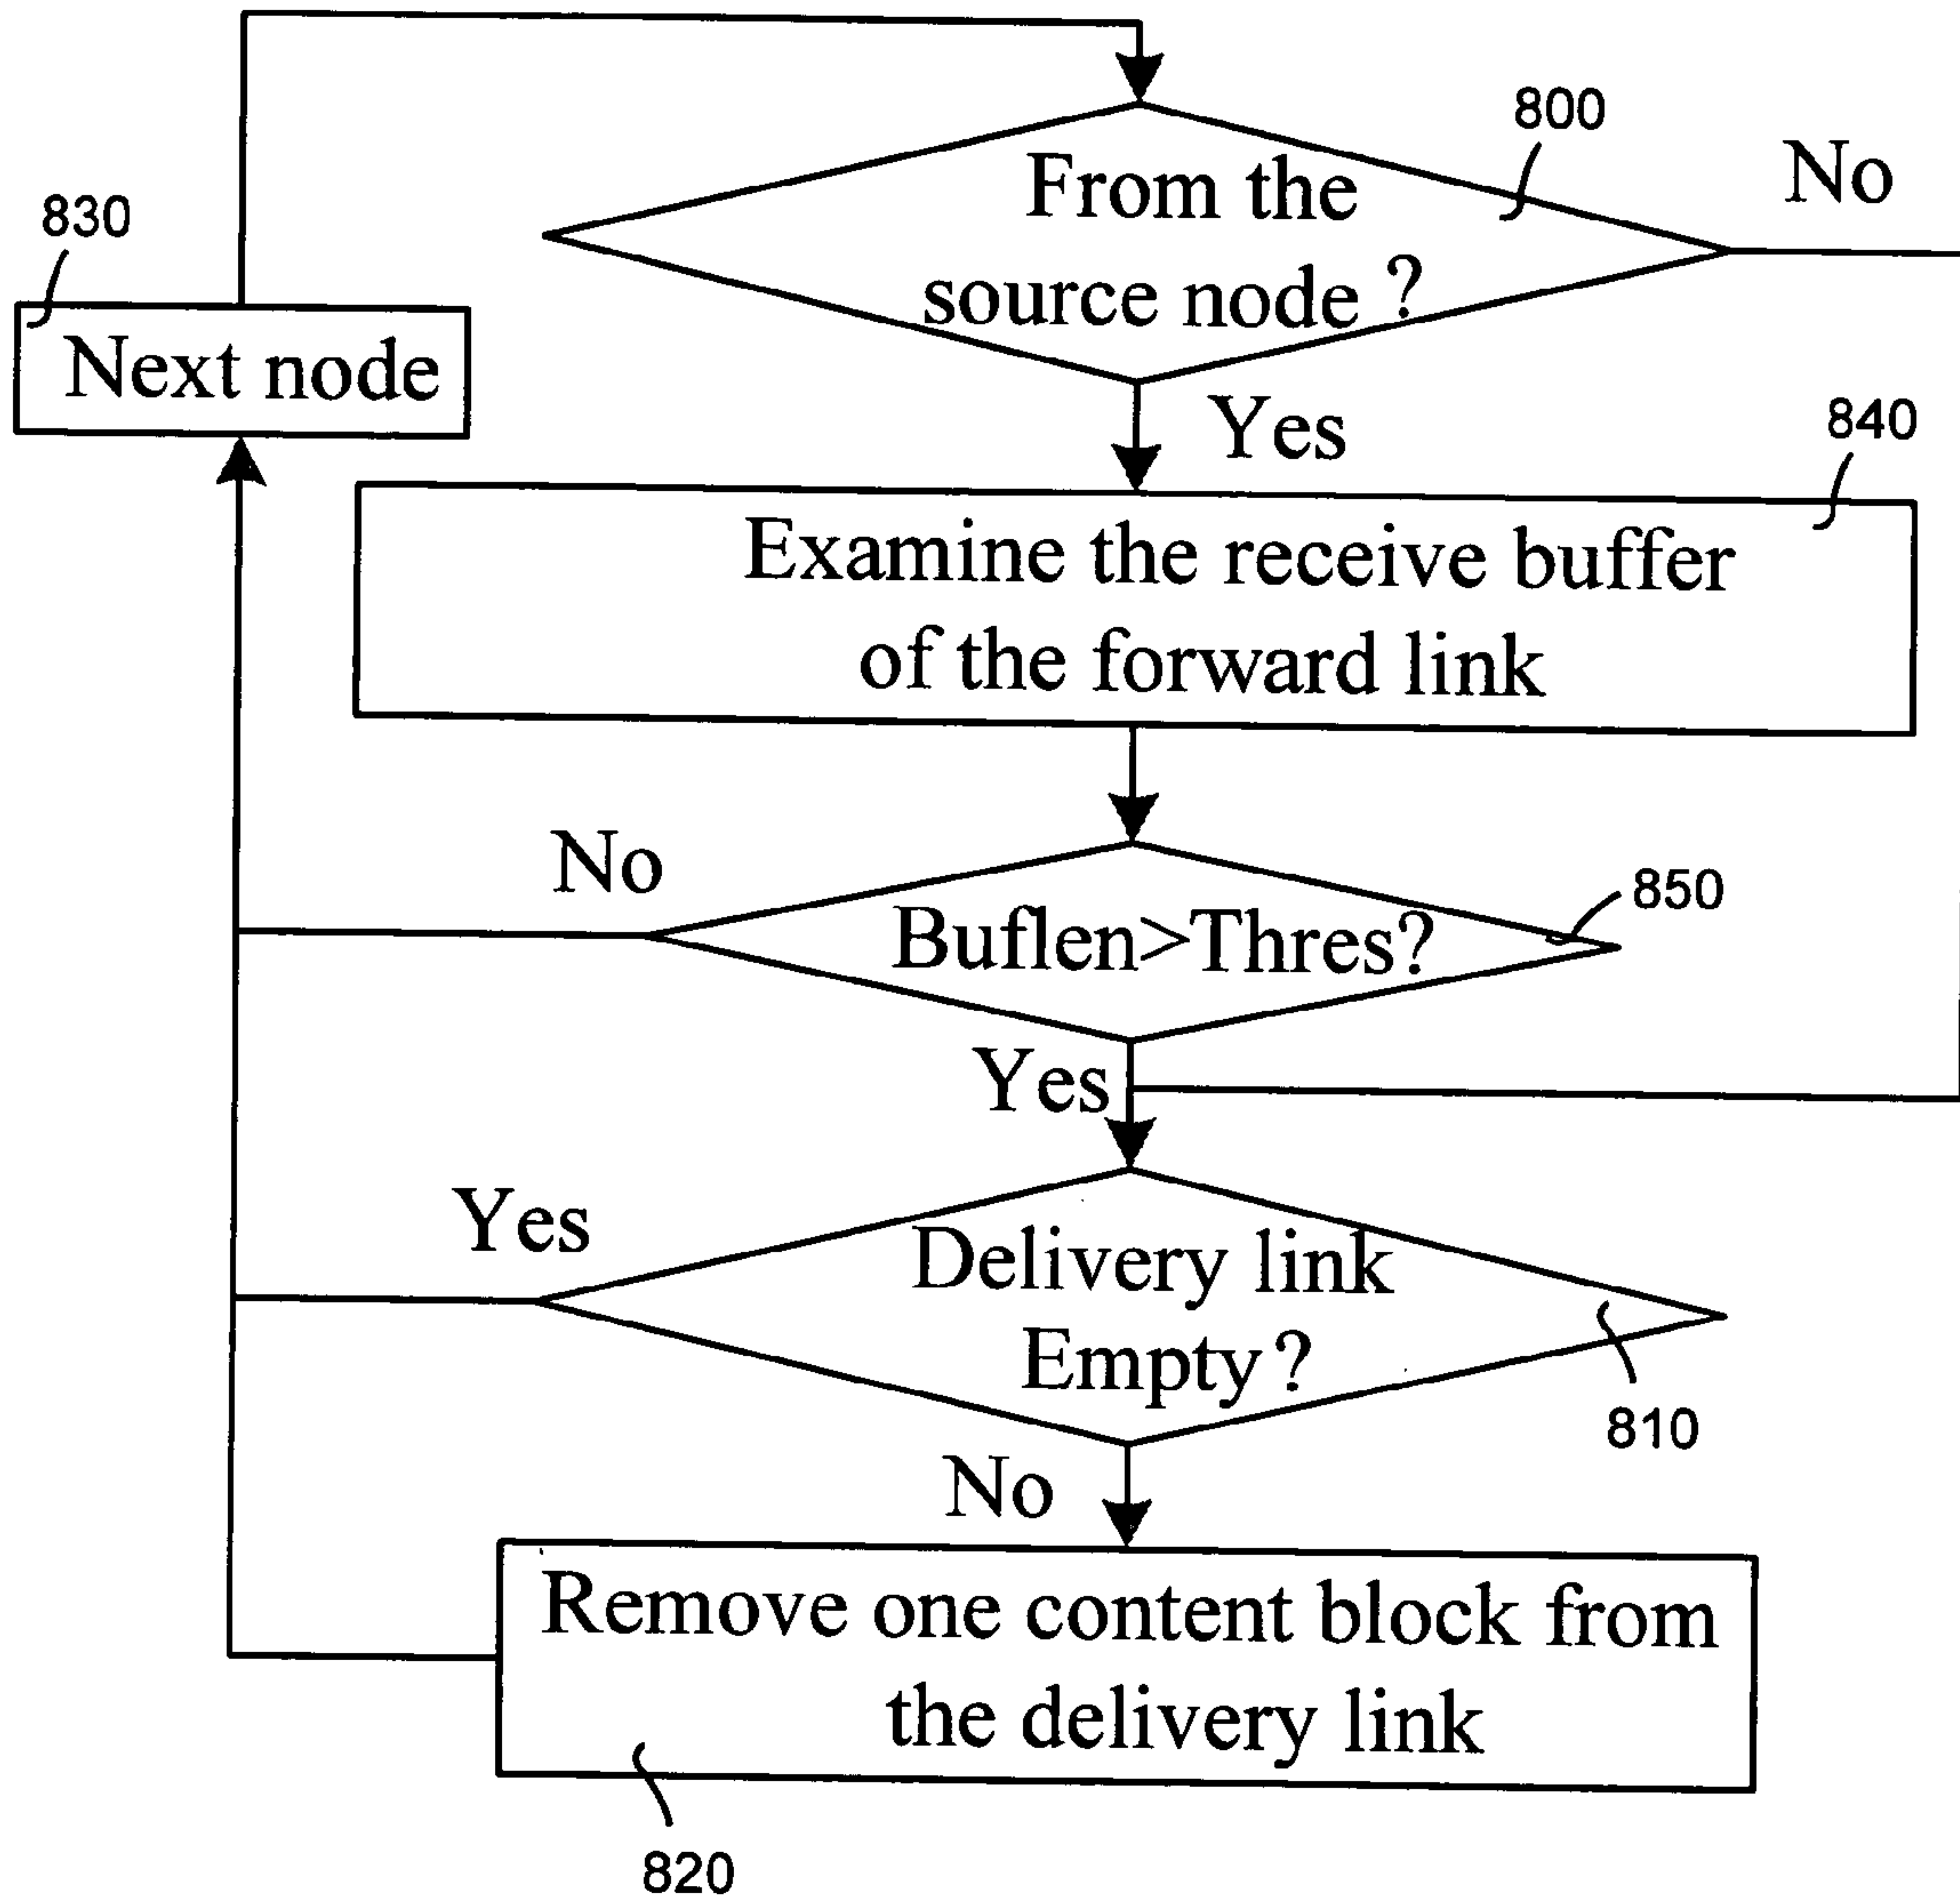 800
From the
No
source node ?
830
Next node
Yes
840
Examine the receive buffer
of the forward link
No
Buflen>Thres?
850
Yes
Yes
Delivery link
Empty?
810
No
Remove one content block from
the delivery link
820